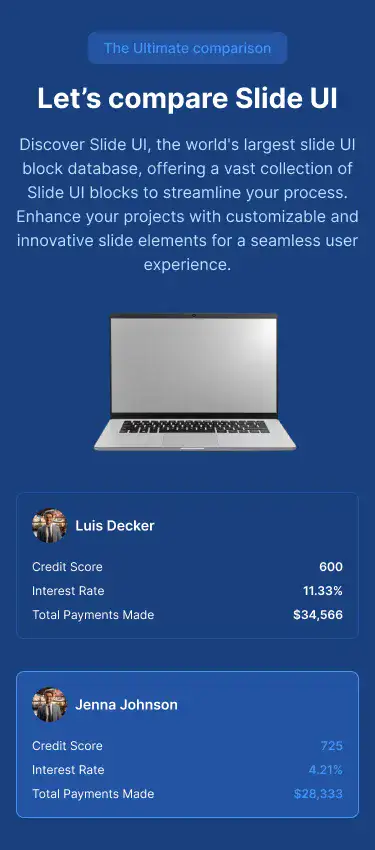 The Ultimate comparison
Let’s compare Slide UI
Discover Slide UI, the world's largest slide UI
block database, offering a vast collection of
Slide UI blocks to streamline your process.
Enhance your projects with customizable and
innovative slide elements for a seamless user
experience.
Luis Decker
Credit Score 600
Interest Rate 11.33%
Total Payments Made $34,566
Jenna Johnson
Credit Score 725
Interest Rate 4.21%
Total Payments Made $28,333